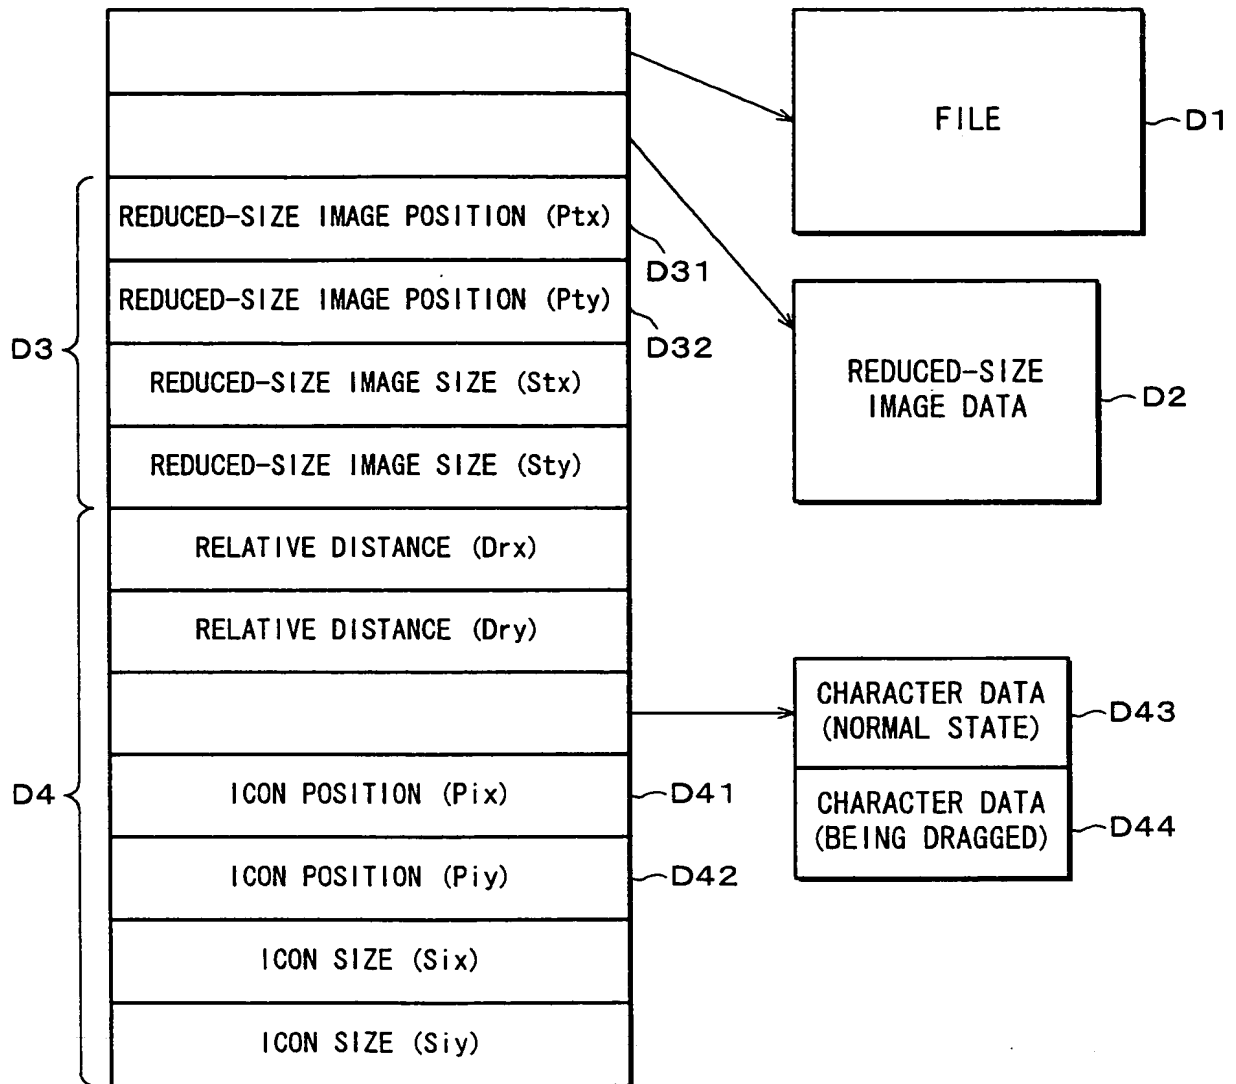 FILE
D1
REDUCED-SIZE IMAGE POSITION (Ptx)
D31
REDUCED-SIZE IMAGE POSITION (Pty)
D32
D3
REDUCED-SIZE IMAGE SIZE (Stx)
REDUCED-SIZE
IMAGE DATA
D2
REDUCED-SIZE IMAGE SIZE (Sty)
RELATIVE DISTANCE (Drx)
RELATIVE DISTANCE (Dry)
CHARACTER DATA
(NORMAL STATE)
D43
D4
ICON POSITION (Pix)
D41
CHARACTER DATA
(BEING DRAGGED)
D44
ICON POSITION (Piy)
D42
ICON SIZE (Six)
ICON SIZE (Siy)